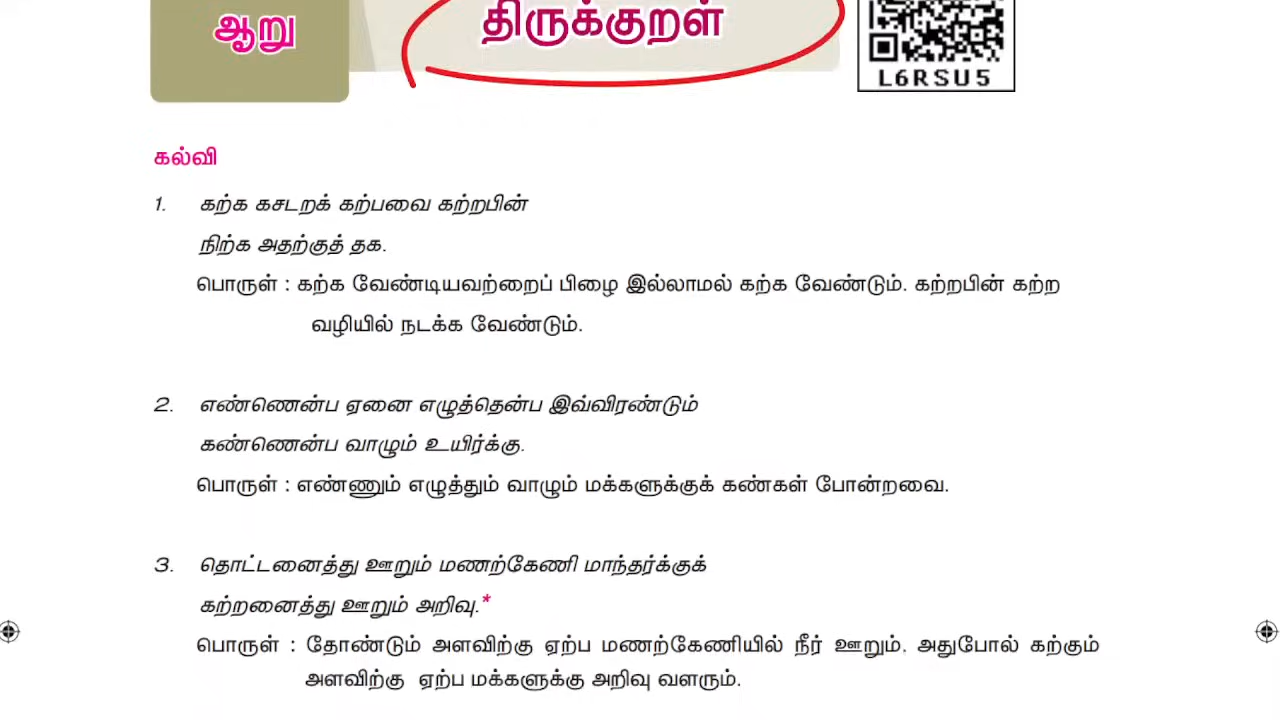 ஆறு
திருக்குறள்
L6RSU5
கல்வி
1. கற்க கசடறக் கற்பவை கற்றபின்
நிற்க அதற்குத் தக.
பொருள் : கற்க வேண்டியவற்றைப் பிழை இல்லாமல் கற்க வேண்டும். கற்றபின் கற்ற
வழியில் நடக்க வேண்டும்.
2. எண்ணென்ப ஏனை எழுத்தென்ப இவ்விரண்டும்
கண்ணென்ப வாழும் உயிர்க்கு.
பொருள் : எண்ணும் எழுத்தும் வாழும் மக்களுக்குக் கண்கள் போன்றவை.
3. தொட்டனைத்து ஊறும் மணற்கேணி மாந்தர்க்குக்
கற்றனைத்து ஊறும் அறிவு.*
பொருள் : தோண்டும் அளவிற்கு ஏற்ப மணற்கேணியில் நீர் ஊறும். அதுபோல் கற்கும்
அளவிற்கு ஏற்ப மக்களுக்கு அறிவு வளரும்.